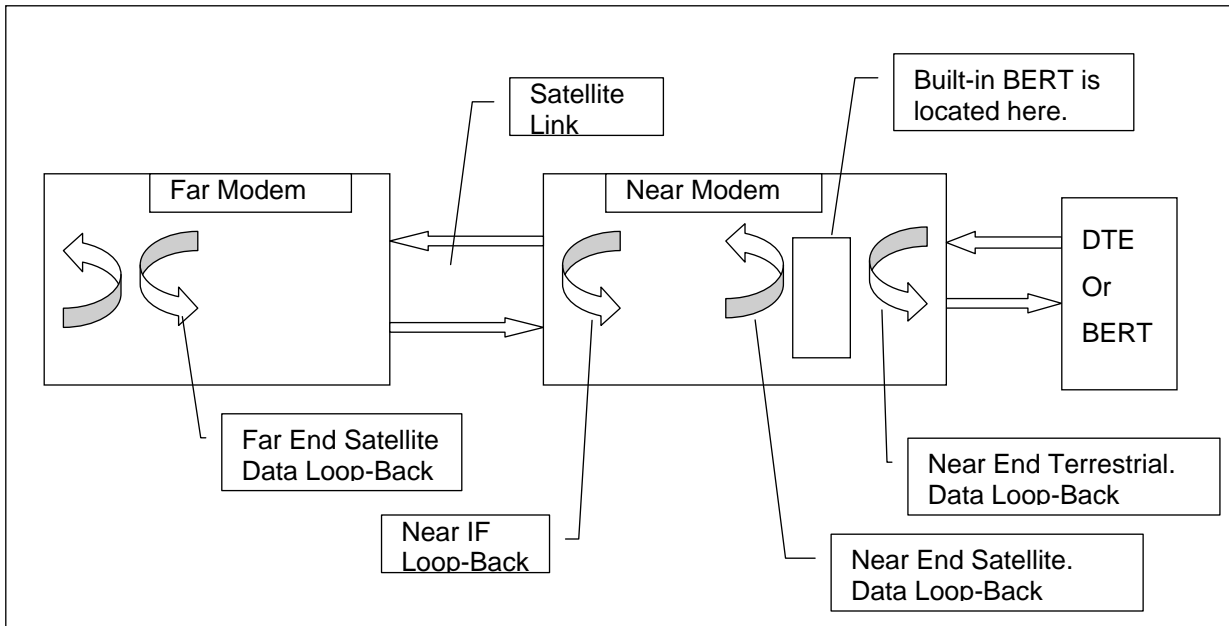 Satellite
Link
Built-in BERT is
located here.
Far Modem
Near Modem
DTE
Or
BERT
Far End Satellite
Data Loop-Back
Near IF
Loop-Back
Near End Terrestrial.
Data Loop-Back
Near End Satellite.
Data Loop-Back